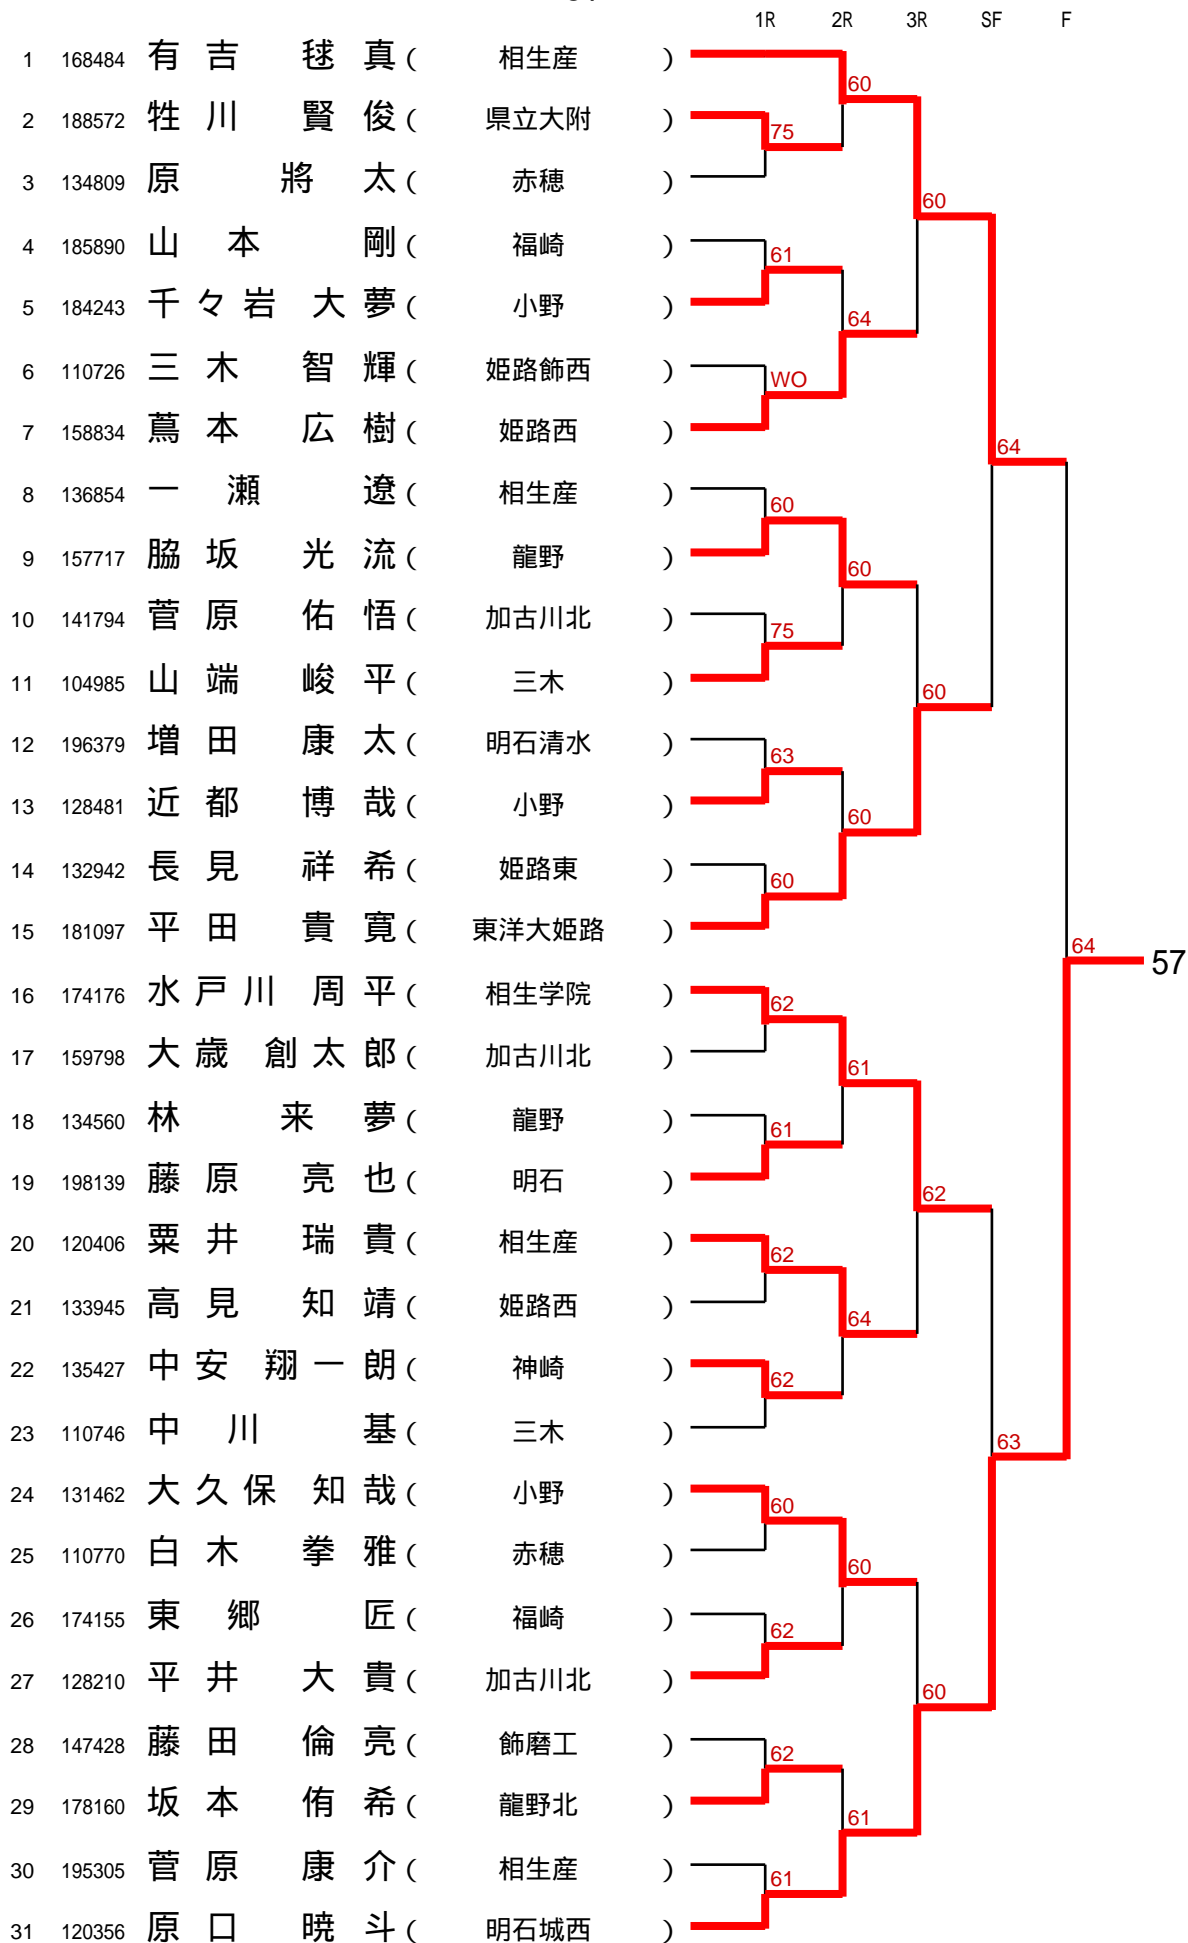 1R 2R 3R SF F
1 168484 有吉 毬真 ( 相生産 )
60
2 188572 牲川 賢俊 ( 県立大附 )
75
3 134809 原 將太 ( 赤穂 )
60
4 185890 山本 剛 ( 福崎 )
61
5 184243 千々岩 大夢 ( 小野 )
64
6 110726 三木 智輝 ( 姫路飾西 )
WO
7 158834 蔦本 広樹 ( 姫路西 )
64
8 136854 一瀬 遼 ( 相生産 )
60
9 157717 脇坂 光流 ( 龍野 )
60
10 141794 菅原 佑悟 ( 加古川北 )
75
11 104985 山端 峻平 ( 三木 )
60
12 196379 増田 康太 ( 明石清水 )
63
13 128481 近都 博哉 ( 小野 )
60
14 132942 長見 祥希 ( 姫路東 )
60
15 181097 平田 貴寛 ( 東洋大姫路 )
64 57
16 174176 水戸川 周平 ( 相生学院 )
62
17 159798 大歳 創太郎 ( 加古川北 )
61
18 134560 林 来夢 ( 龍野 )
61
19 198139 藤原 亮也 ( 明石 )
62
20 120406 粟井 瑞貴 ( 相生産 )
62
21 133945 高見 知靖 ( 姫路西 )
64
22 135427 中安 翔一朗 ( 神崎 )
62
23 110746 中川 基 ( 三木 )
63
24 131462 大久保 知哉 ( 小野 )
60
25 110770 白木 拳雅 ( 赤穂 )
60
26 174155 東郷 匠 ( 福崎 )
62
27 128210 平井 大貴 ( 加古川北 )
60
28 147428 藤田 倫亮 ( 飾磨工 )
62
29 178160 坂本 侑希 ( 龍野北 )
61
30 195305 菅原 康介 ( 相生産 )
61
31 120356 原口 暁斗 ( 明石城西 )